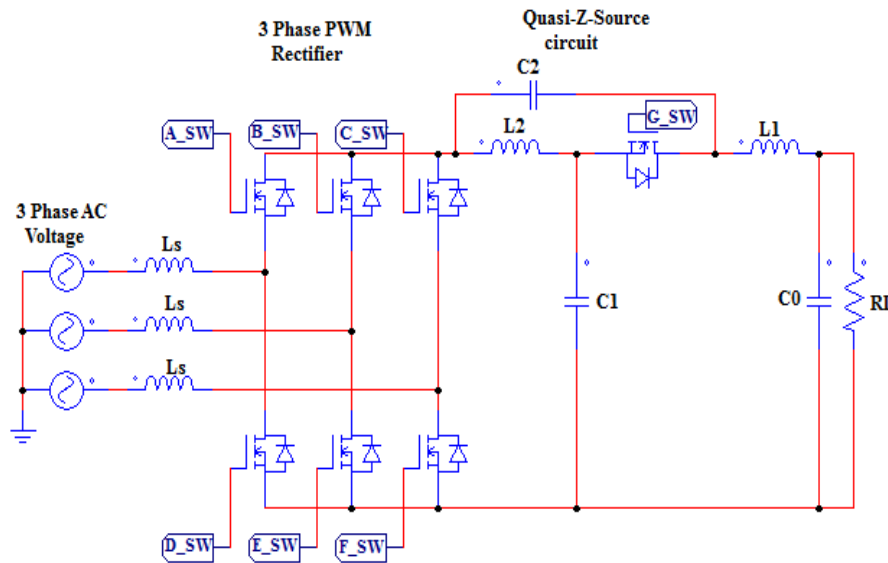 3 Phase PWM
Rectifier
Quasi-Z-Source
circuit
C2
A_SW
B_SW
C_SW
L2
G_SW
L1
3 Phase AC
Voltage
Ls
Ls
Ls
C1
C0
D_SW
E_SW
F_SW